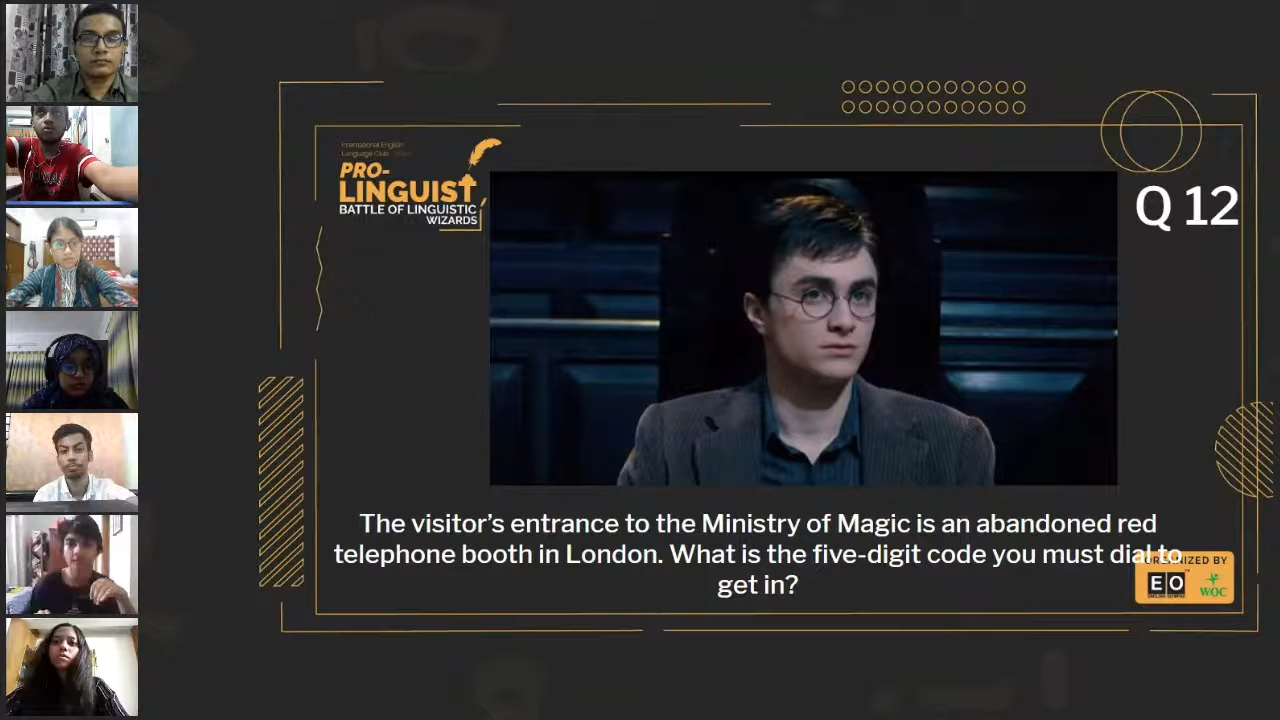 International English
Language Club
PRO-
LINGUIST
BATTLE OF LINGUISTIC
WIZARDS
Q 12
The visitor's entrance to the Ministry of Magic is an abandoned red
telephone booth in London. What is the five-digit code you must dial to
get in?
ORGANIZED BY
EO
WOC